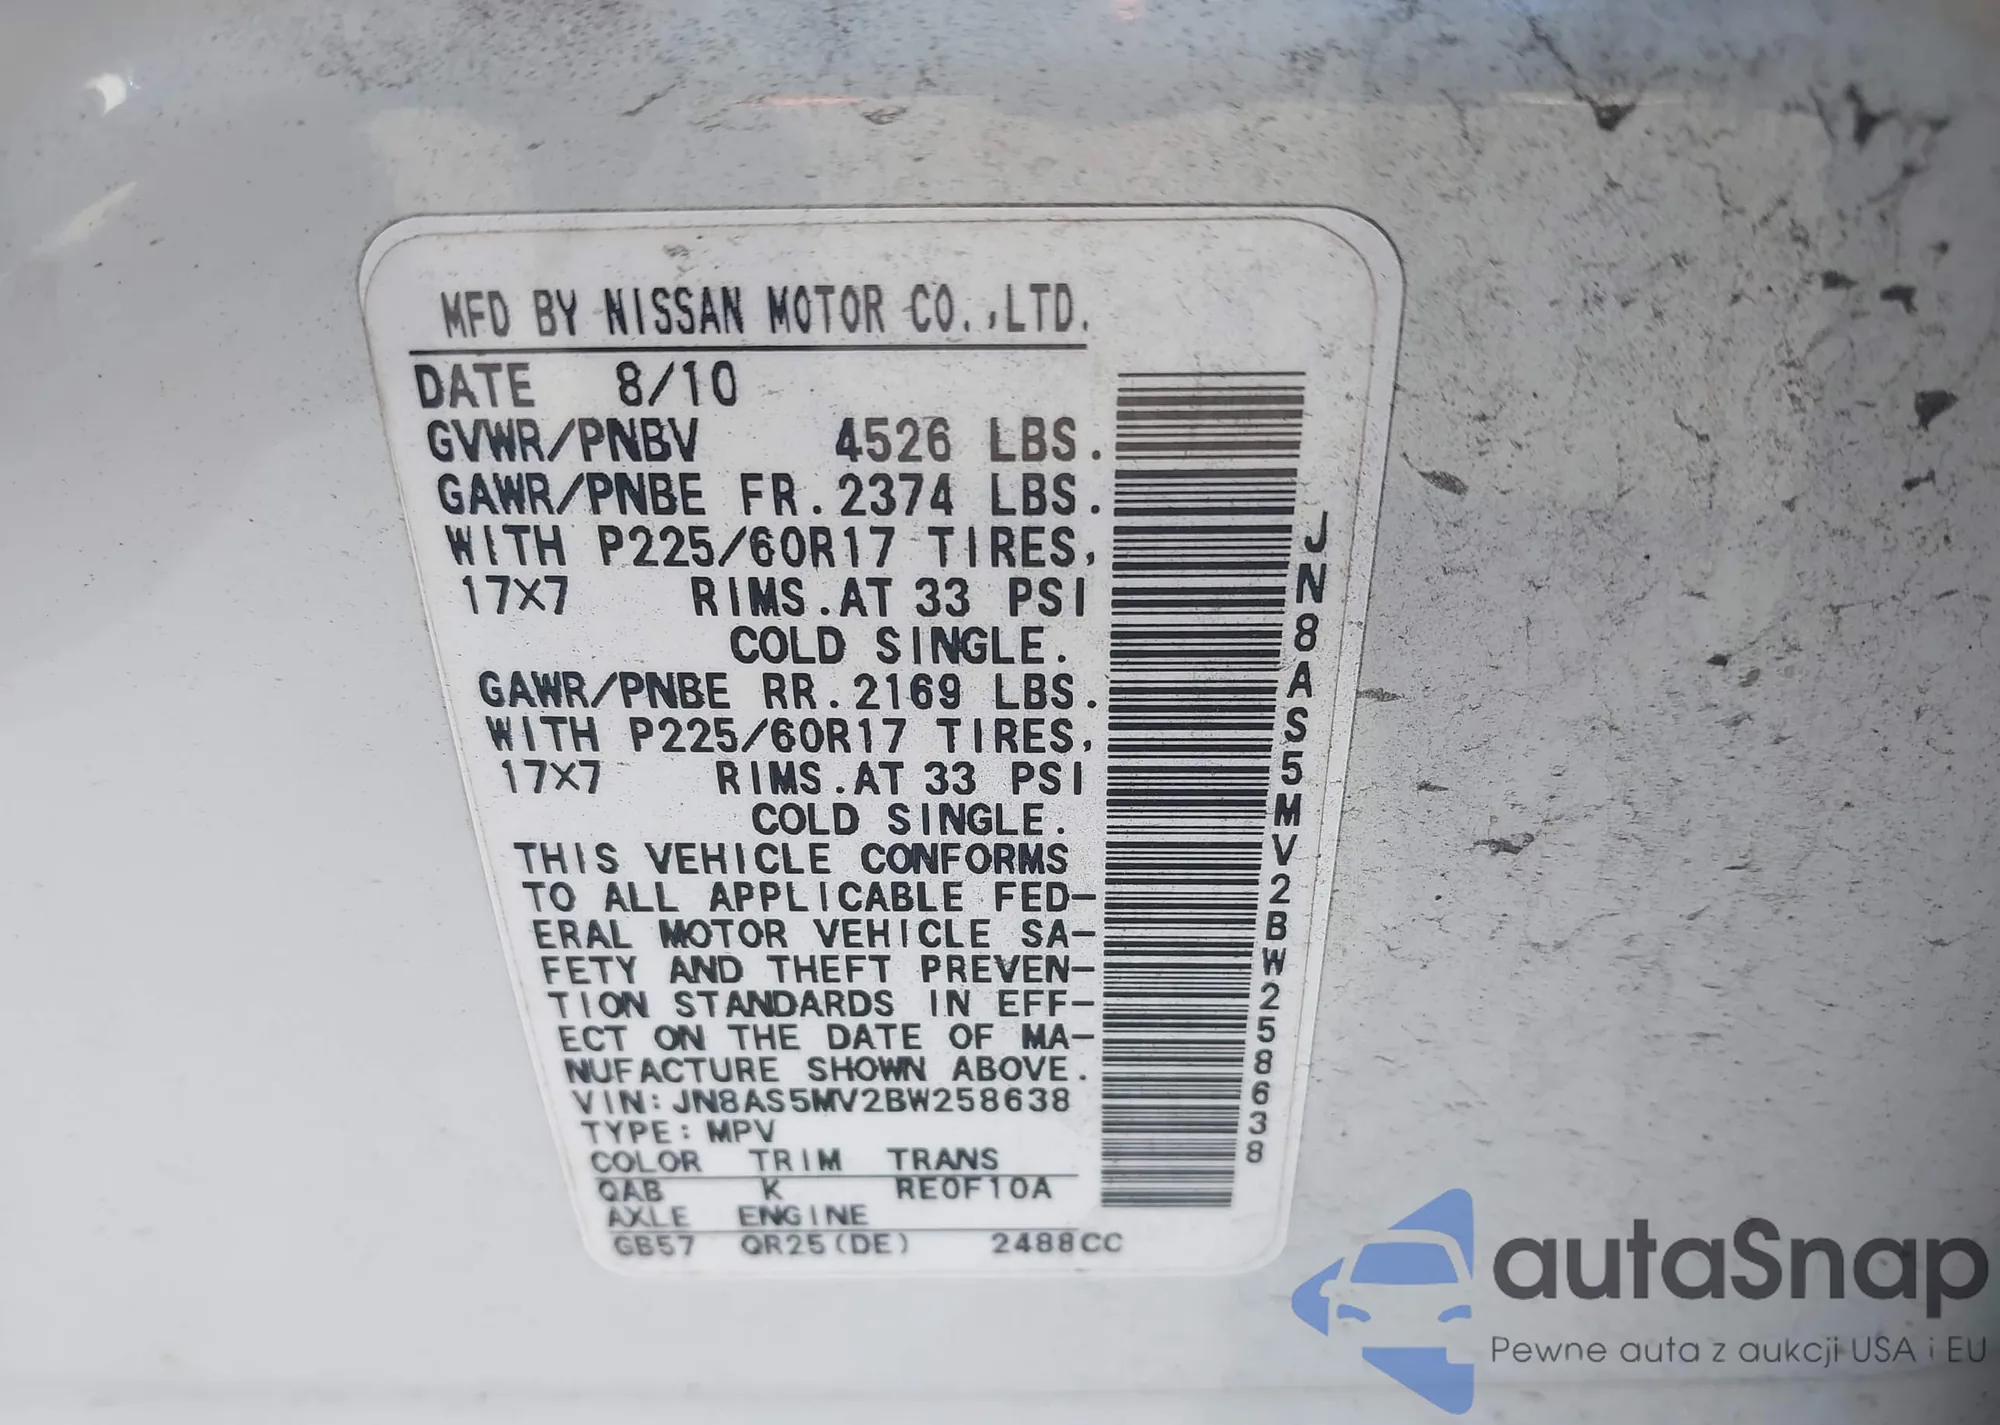 MFD BY NISSAN MOTOR CO.,LTD.
DATE 8/10
GVWR/PNBV 4526 LBS.
GAWR/PNBE FR.2374 LBS.
WITH P225/60R17 TIRES,
17X7 RIMS.AT 33 PSI
COLD SINGLE.
GAWR/PNBE RR.2169 LBS.
WITH P225/60R17 TIRES,
17X7 RIMS.AT 33 PSI
COLD SINGLE.
THIS VEHICLE CONFORMS
TO ALL APPLICABLE FED-
ERAL MOTOR VEHICLE SA-
FETY AND THEFT PREVEN-
TION STANDARDS IN EFF-
ECT ON THE DATE OF MA-
NUFACTURE SHOWN ABOVE.
VIN:JN8AS5MV2BW258638
TYPE:MPV
COLOR TRIM TRANS
QAB K RE0F10A
AXLE ENGINE
GB57 QR25(DE) 2488CC
JN8AS5MV2BW258638
autaSnap
Pewne auta z aukcji USA i EU